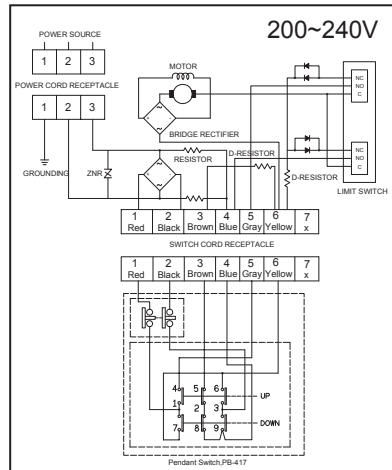 200~240V
POWER SOURCE
1 2 3
POWER CORD RECEPTACLE
1 2 3
MOTOR
NC
NO
C
BRIDGE RECTIFIER
D-RESISTOR
RESISTOR
NC
NO
C
GROUNDING
ZNR
D-RESISTOR
LIMIT SWITCH
1 2 3 4 5 6 7
Red Black Brown Blue Gray Yellow x
SWITCH CORD RECEPTACLE
1 2 3 4 5 6 7
Red Black Brown Blue Gray Yellow x
4 5 6
UP
1 2 3
DOWN
7 8 9
Pendant Switch,PB-417